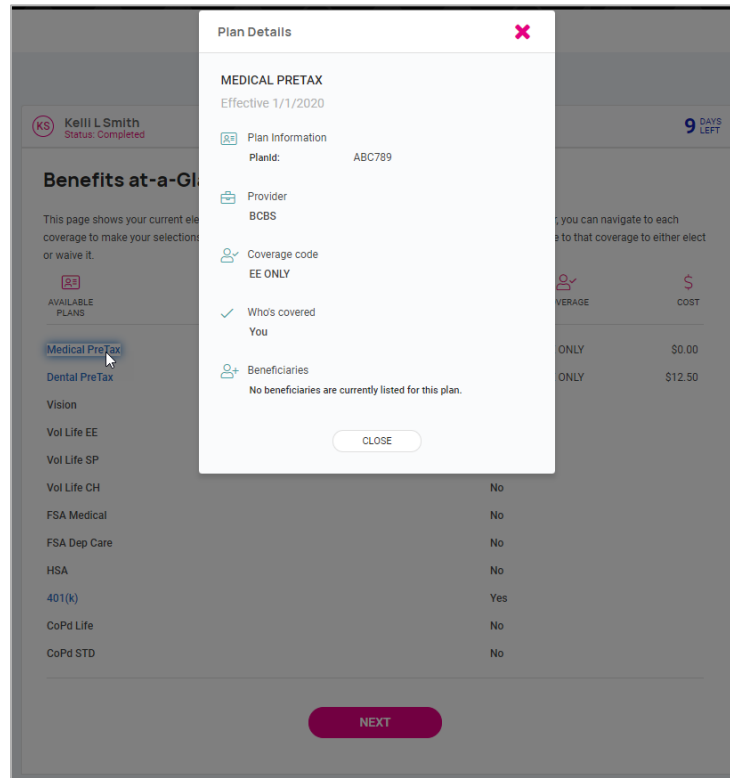 Plan Details
MEDICAL PRETAX
Effective 1/1/2020
Plan Information
PlanId: ABC789
Provider
BCBS
Coverage code
EE ONLY
Who's covered
You
Beneficiaries
No beneficiaries are currently listed for this plan.
CLOSE
KS Kelli L Smith
Status: Completed
9 DAYS
LEFT
Benefits at-a-Gl
This page shows your current ele , you can navigate to each
coverage to make your selections e to that coverage to either elect
or waive it.
AVAILABLE
PLANS
VERAGE
COST
Medical PreTax ONLY $0.00
Dental PreTax ONLY $12.50
Vision
Vol Life EE
Vol Life SP
Vol Life CH No
FSA Medical No
FSA Dep Care No
HSA No
401(k) Yes
CoPd Life No
CoPd STD No
NEXT